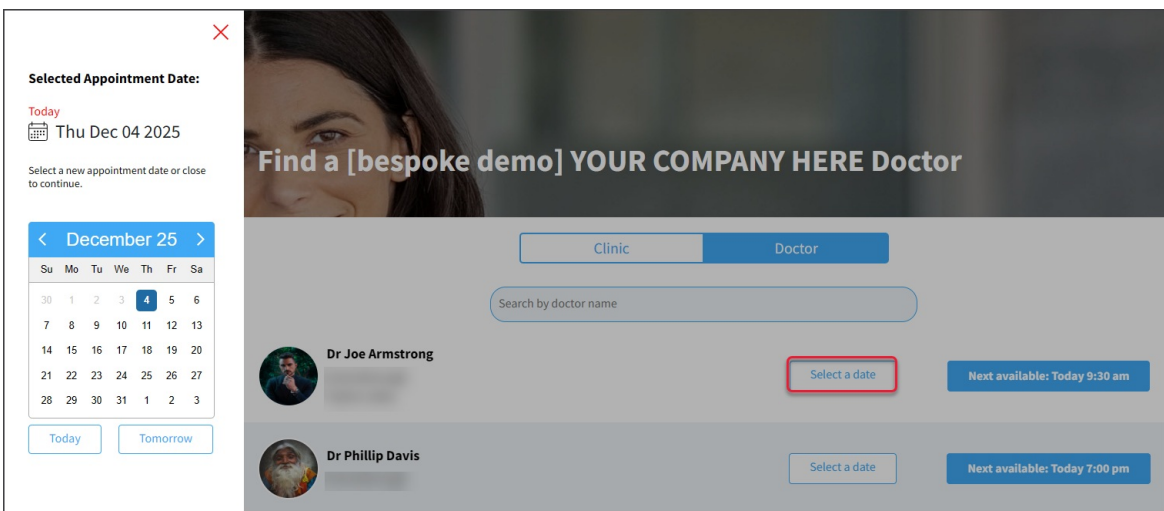 Selected Appointment Date:
Today
Thu Dec 04 2025
Select a new appointment date or close
to continue.
December 25
Su Mo Tu We Th Fr Sa
30 1 2 3 4 5 6
7 8 9 10 11 12 13
14 15 16 17 18 19 20
21 22 23 24 25 26 27
28 29 30 31 1 2 3
Today Tomorrow
Find a [bespoke demo] YOUR COMPANY HERE Doctor
Clinic Doctor
Search by doctor name
Dr Joe Armstrong
Select a date
Next available: Today 9:30 am
Dr Phillip Davis
Select a date
Next available: Today 7:00 pm